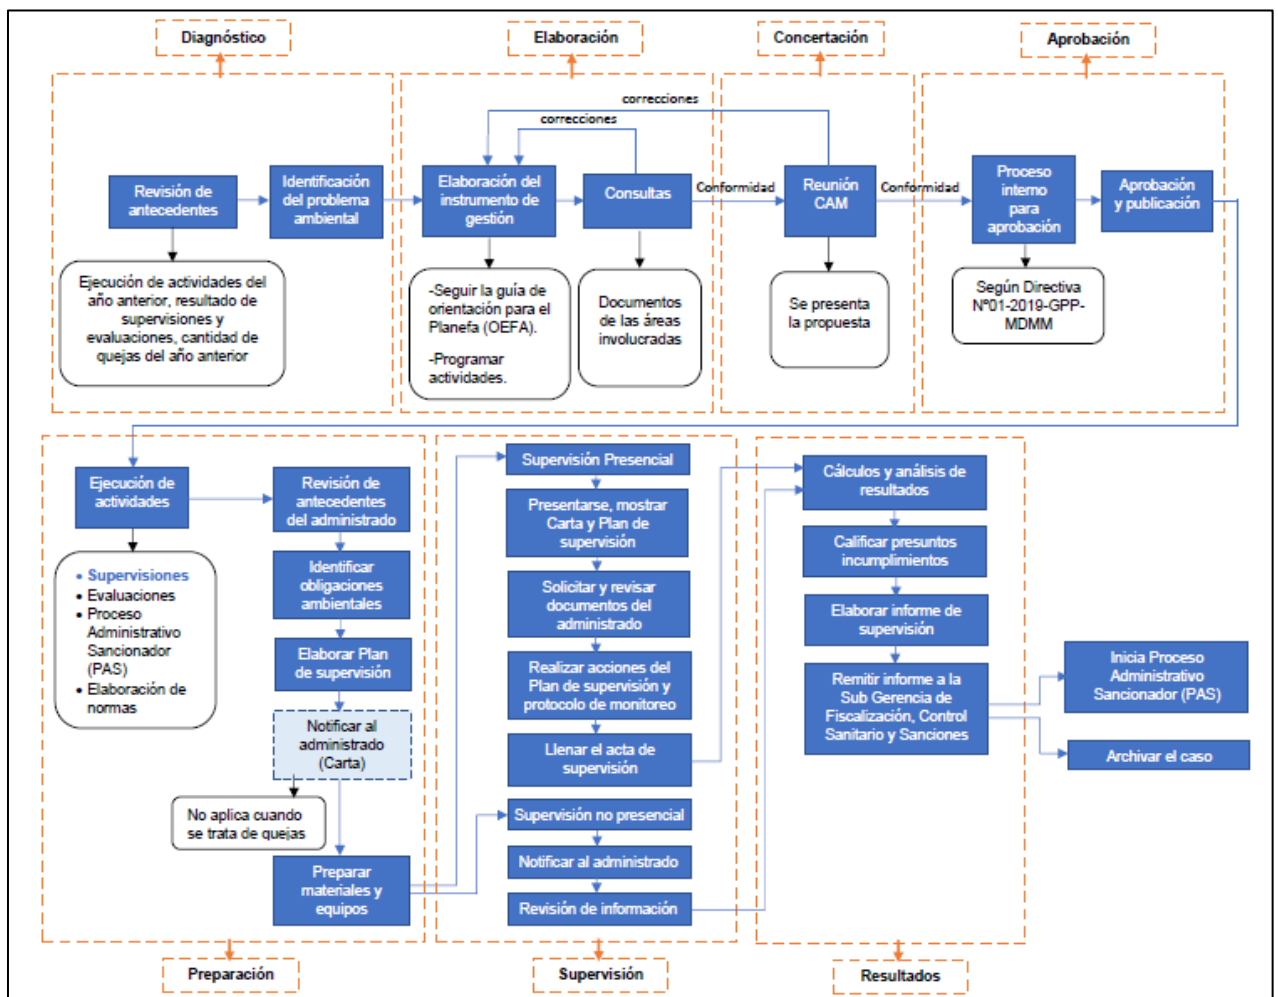 Diagnóstico
Elaboración
Concertación
Aprobación
correcciones
correcciones
Revisión de
antecedentes
Identificación
del problema
ambiental
Elaboración del
instrumento de
gestión
Consultas
Conformidad
Reunión
CAM
Conformidad
Proceso
interno
para
aprobación
Aprobación
y publicación
Ejecución de actividades del
año anterior, resultado de
supervisiones y
evaluaciones, cantidad de
quejas del año anterior
-Seguir la guía de
orientación para el
Planefa (OEFA).
-Programar
actividades.
Documentos
de las áreas
involucradas
Se presenta
la propuesta
Según Directiva
Nº01-2019-GPP-
MDMM
Ejecución de
actividades
• Supervisiones
• Evaluaciones
• Proceso
Administrativo
Sancionador
(PAS)
• Elaboración de
normas
Revisión de
antecedentes
del administrado
Identificar
obligaciones
ambientales
Elaborar Plan
de supervisión
Notificar al
administrado
(Carta)
No aplica cuando
se trata de quejas
Preparar
materiales y
equipos
Supervisión Presencial
Presentarse, mostrar
Carta y Plan de
supervisión
Solicitar y revisar
documentos del
administrado
Realizar acciones del
Plan de supervisión y
protocolo de monitoreo
Llenar el acta de
supervisión
Supervisión no presencial
Notificar al administrado
Revisión de información
Cálculos y análisis de
resultados
Calificar presuntos
incumplimientos
Elaborar informe de
supervisión
Remitir informe a la
Sub Gerencia de
Fiscalización, Control
Sanitario y Sanciones
Inicia Proceso
Administrativo
Sancionador (PAS)
Archivar el caso
Preparación
Supervisión
Resultados